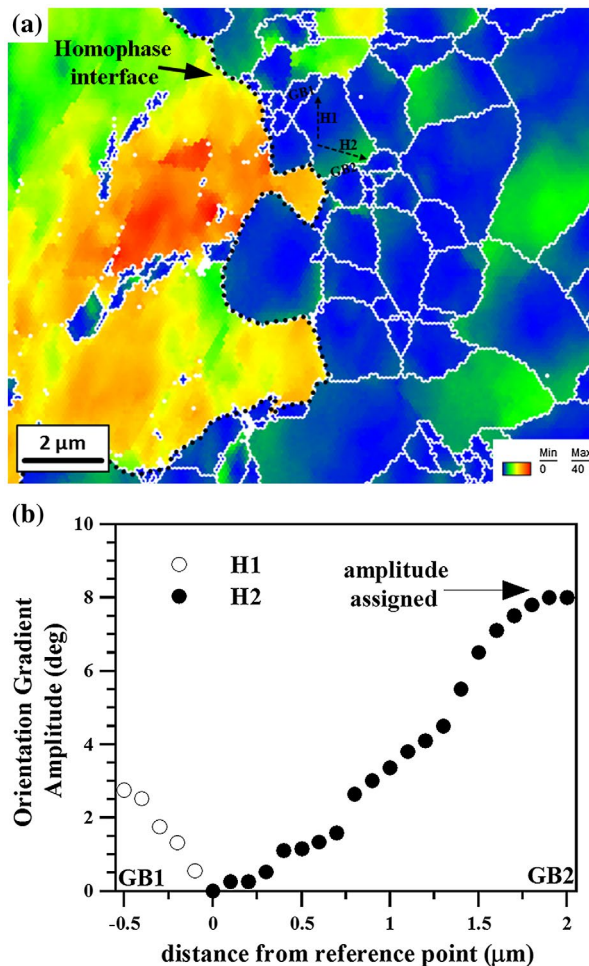 (a)
Homophase
interface
GB1
H1
H2
GB2
2 µm
Min Max
0 40
(b)
10
8
6
4
2
0
H1
H2
amplitude
assigned
Orientation Gradient
Amplitude (deg)
GB1
GB2
-0.5 0 0.5 1 1.5 2
distance from reference point (µm)